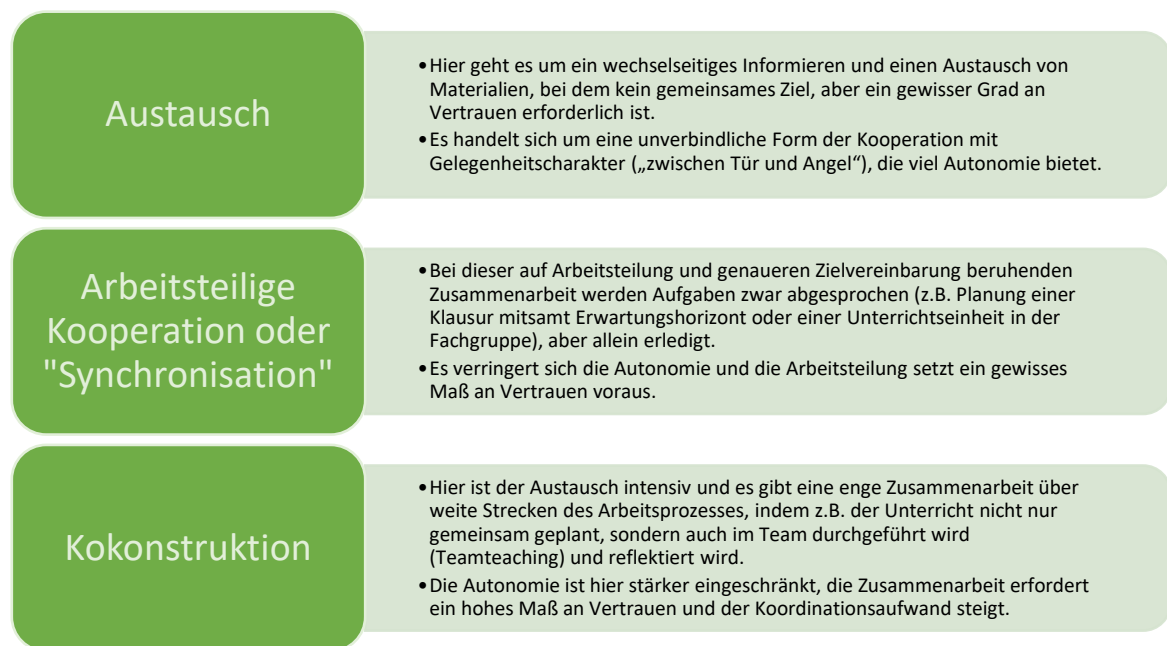 Austausch
•Hier geht es um ein wechselseitiges Informieren und einen Austausch von
Materialien, bei dem kein gemeinsames Ziel, aber ein gewisser Grad an
Vertrauen erforderlich ist.
•Es handelt sich um eine unverbindliche Form der Kooperation mit
Gelegenheitscharakter („zwischen Tür und Angel“), die viel Autonomie bietet.
Arbeitsteilige
Kooperation oder
"Synchronisation"
•Bei dieser auf Arbeitsteilung und genaueren Zielvereinbarung beruhenden
Zusammenarbeit werden Aufgaben zwar abgesprochen (z.B. Planung einer
Klausur mitsamt Erwartungshorizont oder einer Unterrichtseinheit in der
Fachgruppe), aber allein erledigt.
•Es verringert sich die Autonomie und die Arbeitsteilung setzt ein gewisses
Maß an Vertrauen voraus.
Kokonstruktion
•Hier ist der Austausch intensiv und es gibt eine enge Zusammenarbeit über
weite Strecken des Arbeitsprozesses, indem z.B. der Unterricht nicht nur
gemeinsam geplant, sondern auch im Team durchgeführt wird
(Teamteaching) und reflektiert wird.
•Die Autonomie ist hier stärker eingeschränkt, die Zusammenarbeit erfordert
ein hohes Maß an Vertrauen und der Koordinationsaufwand steigt.